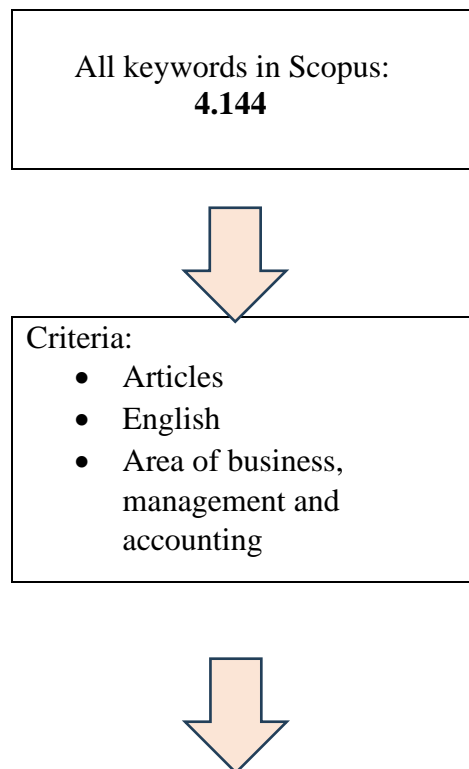 All keywords in Scopus:
4.144
Criteria:
• Articles
• English
• Area of business,
management and
accounting